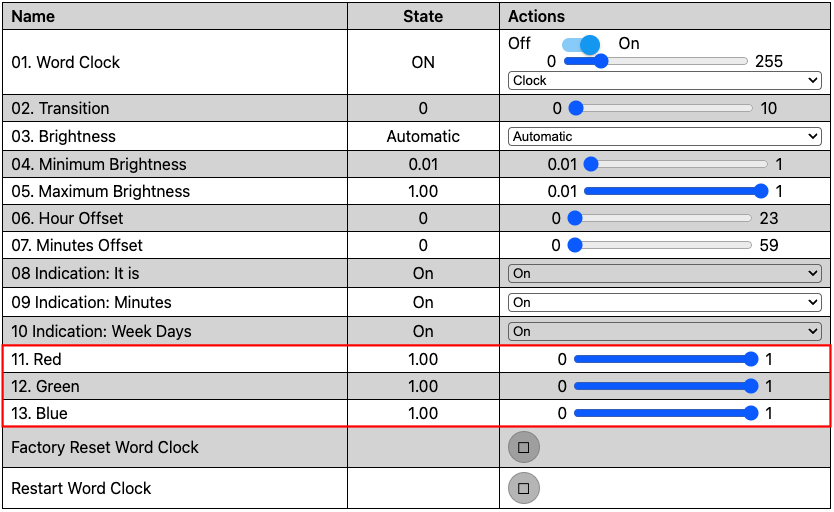 Name State Actions
Off On
01. Word Clock ON 0 255
Clock
02. Transition 0 0 10
03. Brightness Automatic Automatic
04. Minimum Brightness 0.01 0.01 1
05. Maximum Brightness 1.00 0.01 1
06. Hour Offset 0 0 23
07. Minutes Offset 0 0 59
08 Indication: It is On On
09 Indication: Minutes On On
10 Indication: Week Days On On
11. Red 1.00 0 1
12. Green 1.00 0 1
13. Blue 1.00 0 1
Factory Reset Word Clock
Restart Word Clock